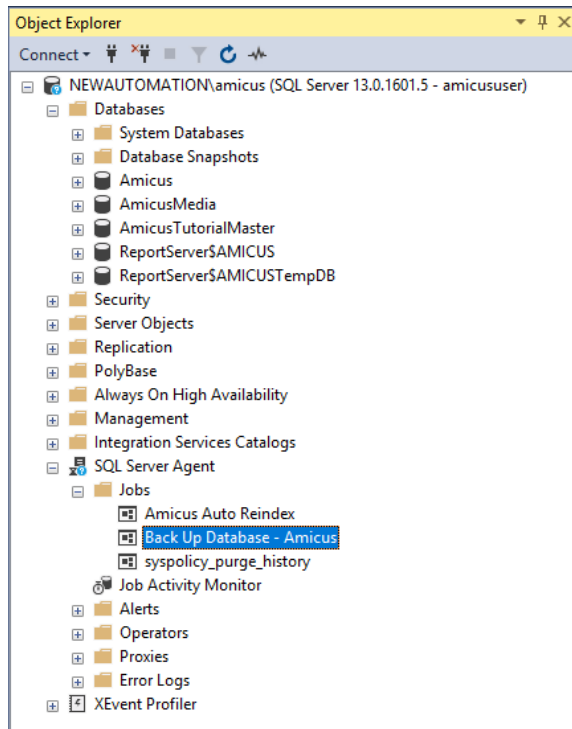 Object Explorer
Connect
NEWAUTOMATION\amicus (SQL Server 13.0.1601.5 - amicususer)
Databases
System Databases
Database Snapshots
Amicus
AmicusMedia
AmicusTutorialMaster
ReportServer$AMICUS
ReportServer$AMICUSTempDB
Security
Server Objects
Replication
PolyBase
Always On High Availability
Management
Integration Services Catalogs
SQL Server Agent
Jobs
Amicus Auto Reindex
Back Up Database - Amicus
syspolicy_purge_history
Job Activity Monitor
Alerts
Operators
Proxies
Error Logs
XEvent Profiler